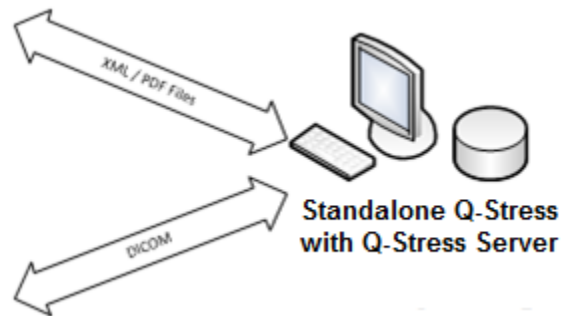 XML / PDF Files
Standalone Q-Stress
with Q-Stress Server
DICOM